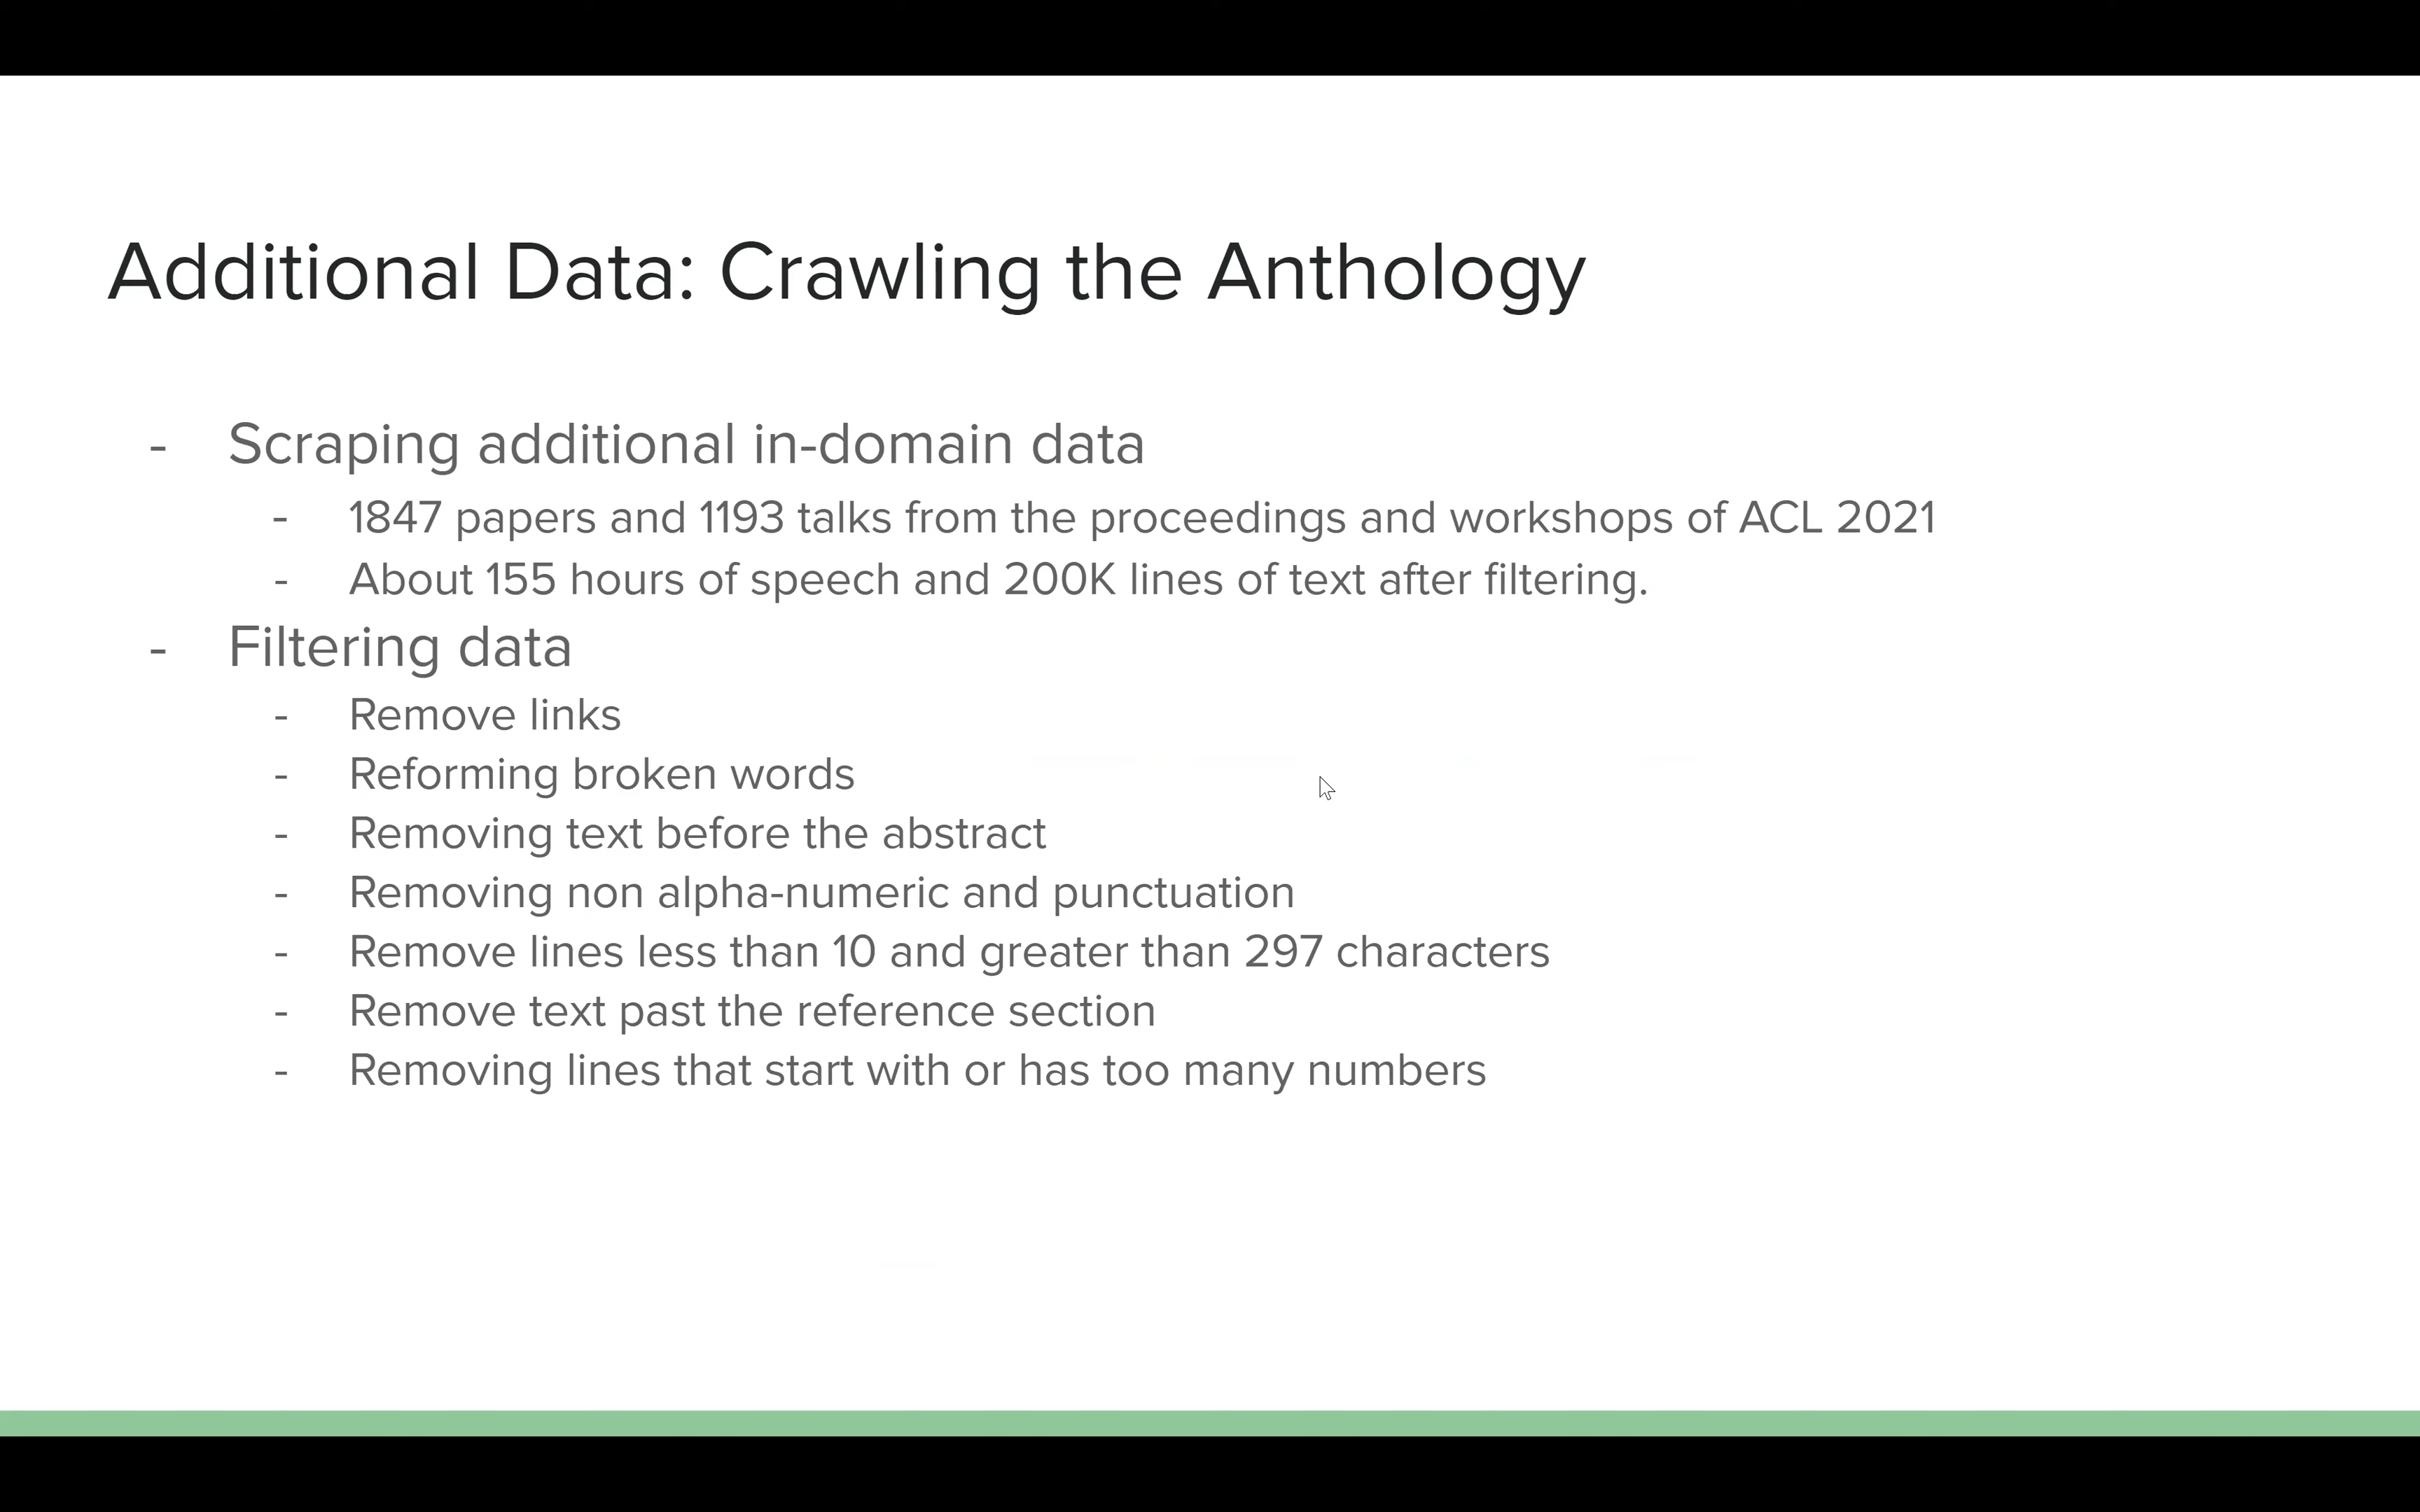 Additional Data: Crawling the Anthology
- Scraping additional in-domain data
- 1847 papers and 1193 talks from the proceedings and workshops of ACL 2021
- About 155 hours of speech and 200K lines of text after filtering.
- Filtering data
- Remove links
- Reforming broken words
- Removing text before the abstract
- Removing non alpha-numeric and punctuation
- Remove lines less than 10 and greater than 297 characters
- Remove text past the reference section
- Removing lines that start with or has too many numbers